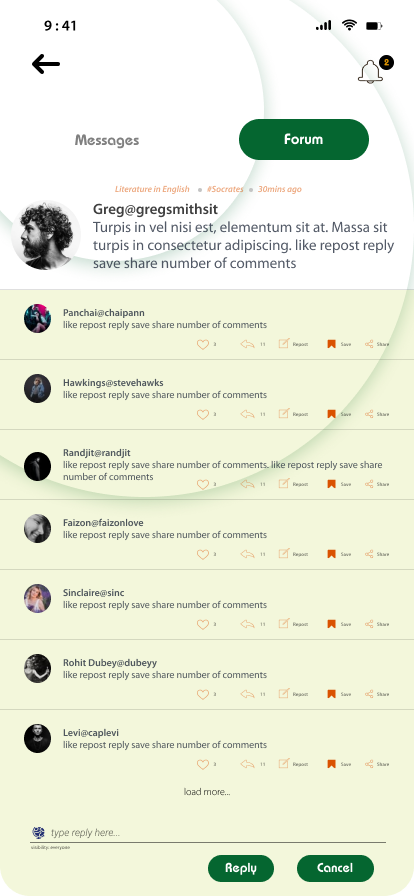 9:41
2
Messages
Forum
Literature in English #Socrates 30mins ago
Greg@gregsmithsit
Turpis in vel nisi est, elementum sit at. Massa sit
turpis in consectetur adipiscing. like repost reply
save share number of comments
Panchai@chaipann
like repost reply save share number of comments
3 11 Repost Save Share
Hawkings@stevehawks
like repost reply save share number of comments
3 11 Repost Save Share
Randjit@randjit
like repost reply save share number of comments. like repost reply save share
number of comments
3 11 Repost Save Share
Faizon@faizonlove
like repost reply save share number of comments
3 11 Repost Save Share
Sinclaire@sinc
like repost reply save share number of comments
3 11 Repost Save Share
Rohit Dubey@dubeyy
like repost reply save share number of comments
3 11 Repost Save Share
Levi@caplevi
like repost reply save share number of comments
3 11 Repost Save Share
load more...
type reply here...
visibility: everyone
Reply
Cancel